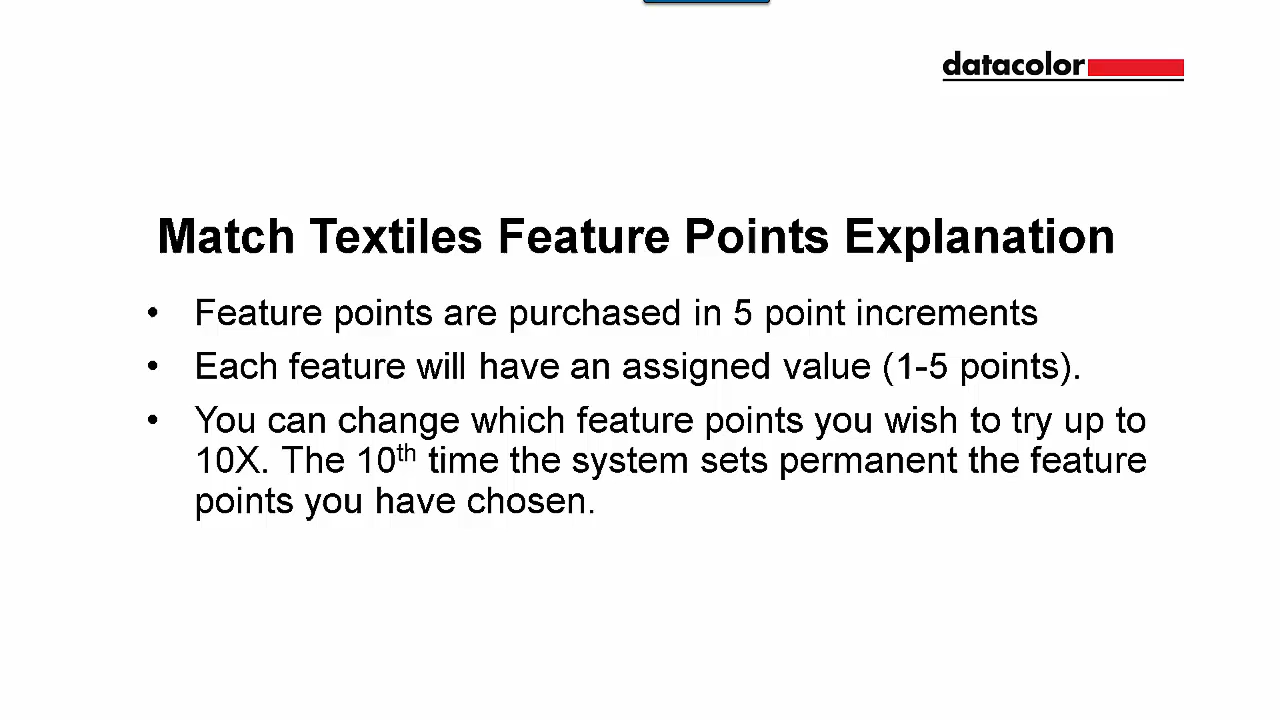 datacolor
Match Textiles Feature Points Explanation
• Feature points are purchased in 5 point increments
• Each feature will have an assigned value (1-5 points).
• You can change which feature points you wish to try up to
10X. The 10th time the system sets permanent the feature
points you have chosen.